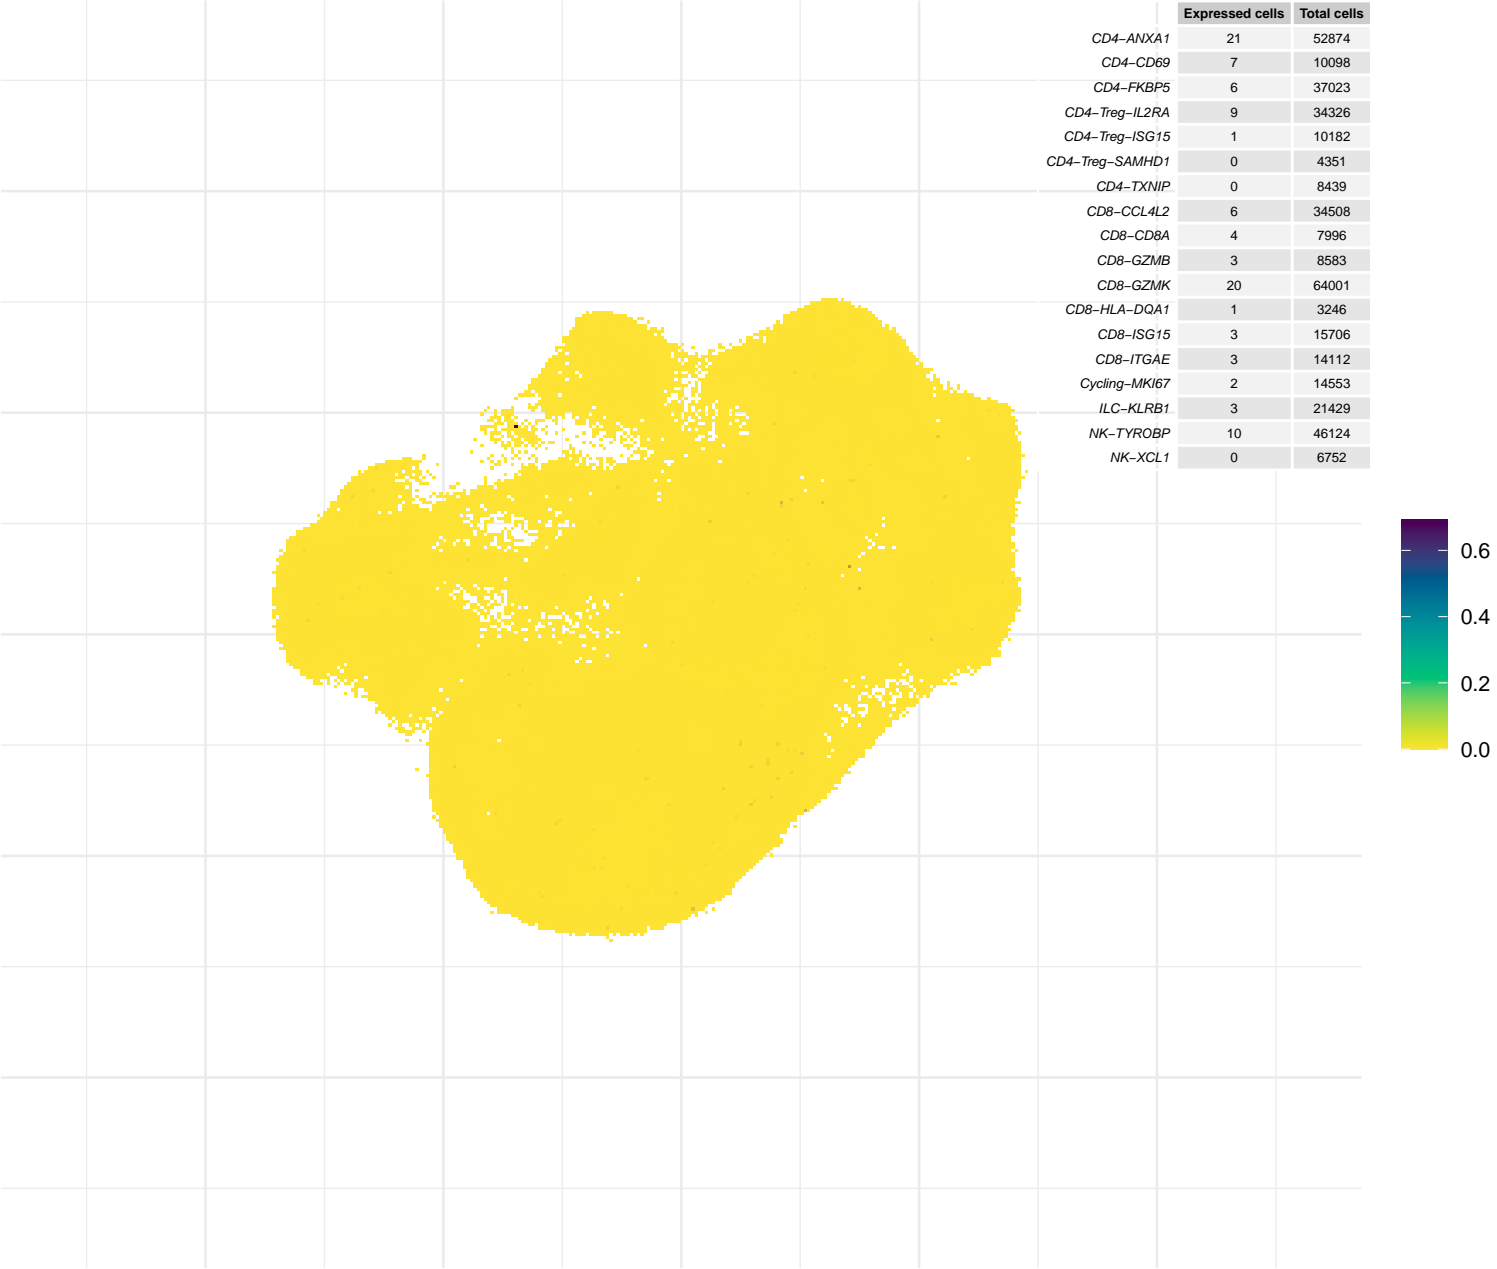 Expressed cells Total cells
CD4−ANXA1 21 52874
CD4−CD69 7 10098
CD4−FKBP5 6 37023
CD4−Treg−IL2RA 9 34326
CD4−Treg−ISG15 1 10182
CD4−Treg−SAMHD1 0 4351
CD4−TXNIP 0 8439
CD8−CCL4L2 6 34508
CD8−CD8A 4 7996
CD8−GZMB 3 8583
CD8−GZMK 20 64001
CD8−HLA−DQA1 1 3246
CD8−ISG15 3 15706
CD8−ITGAE 3 14112
Cycling−MKI67 2 14553
ILC−KLRB1 3 21429
NK−TYROBP 10 46124
NK−XCL1 0 6752
0.6
0.4
0.2
0.0